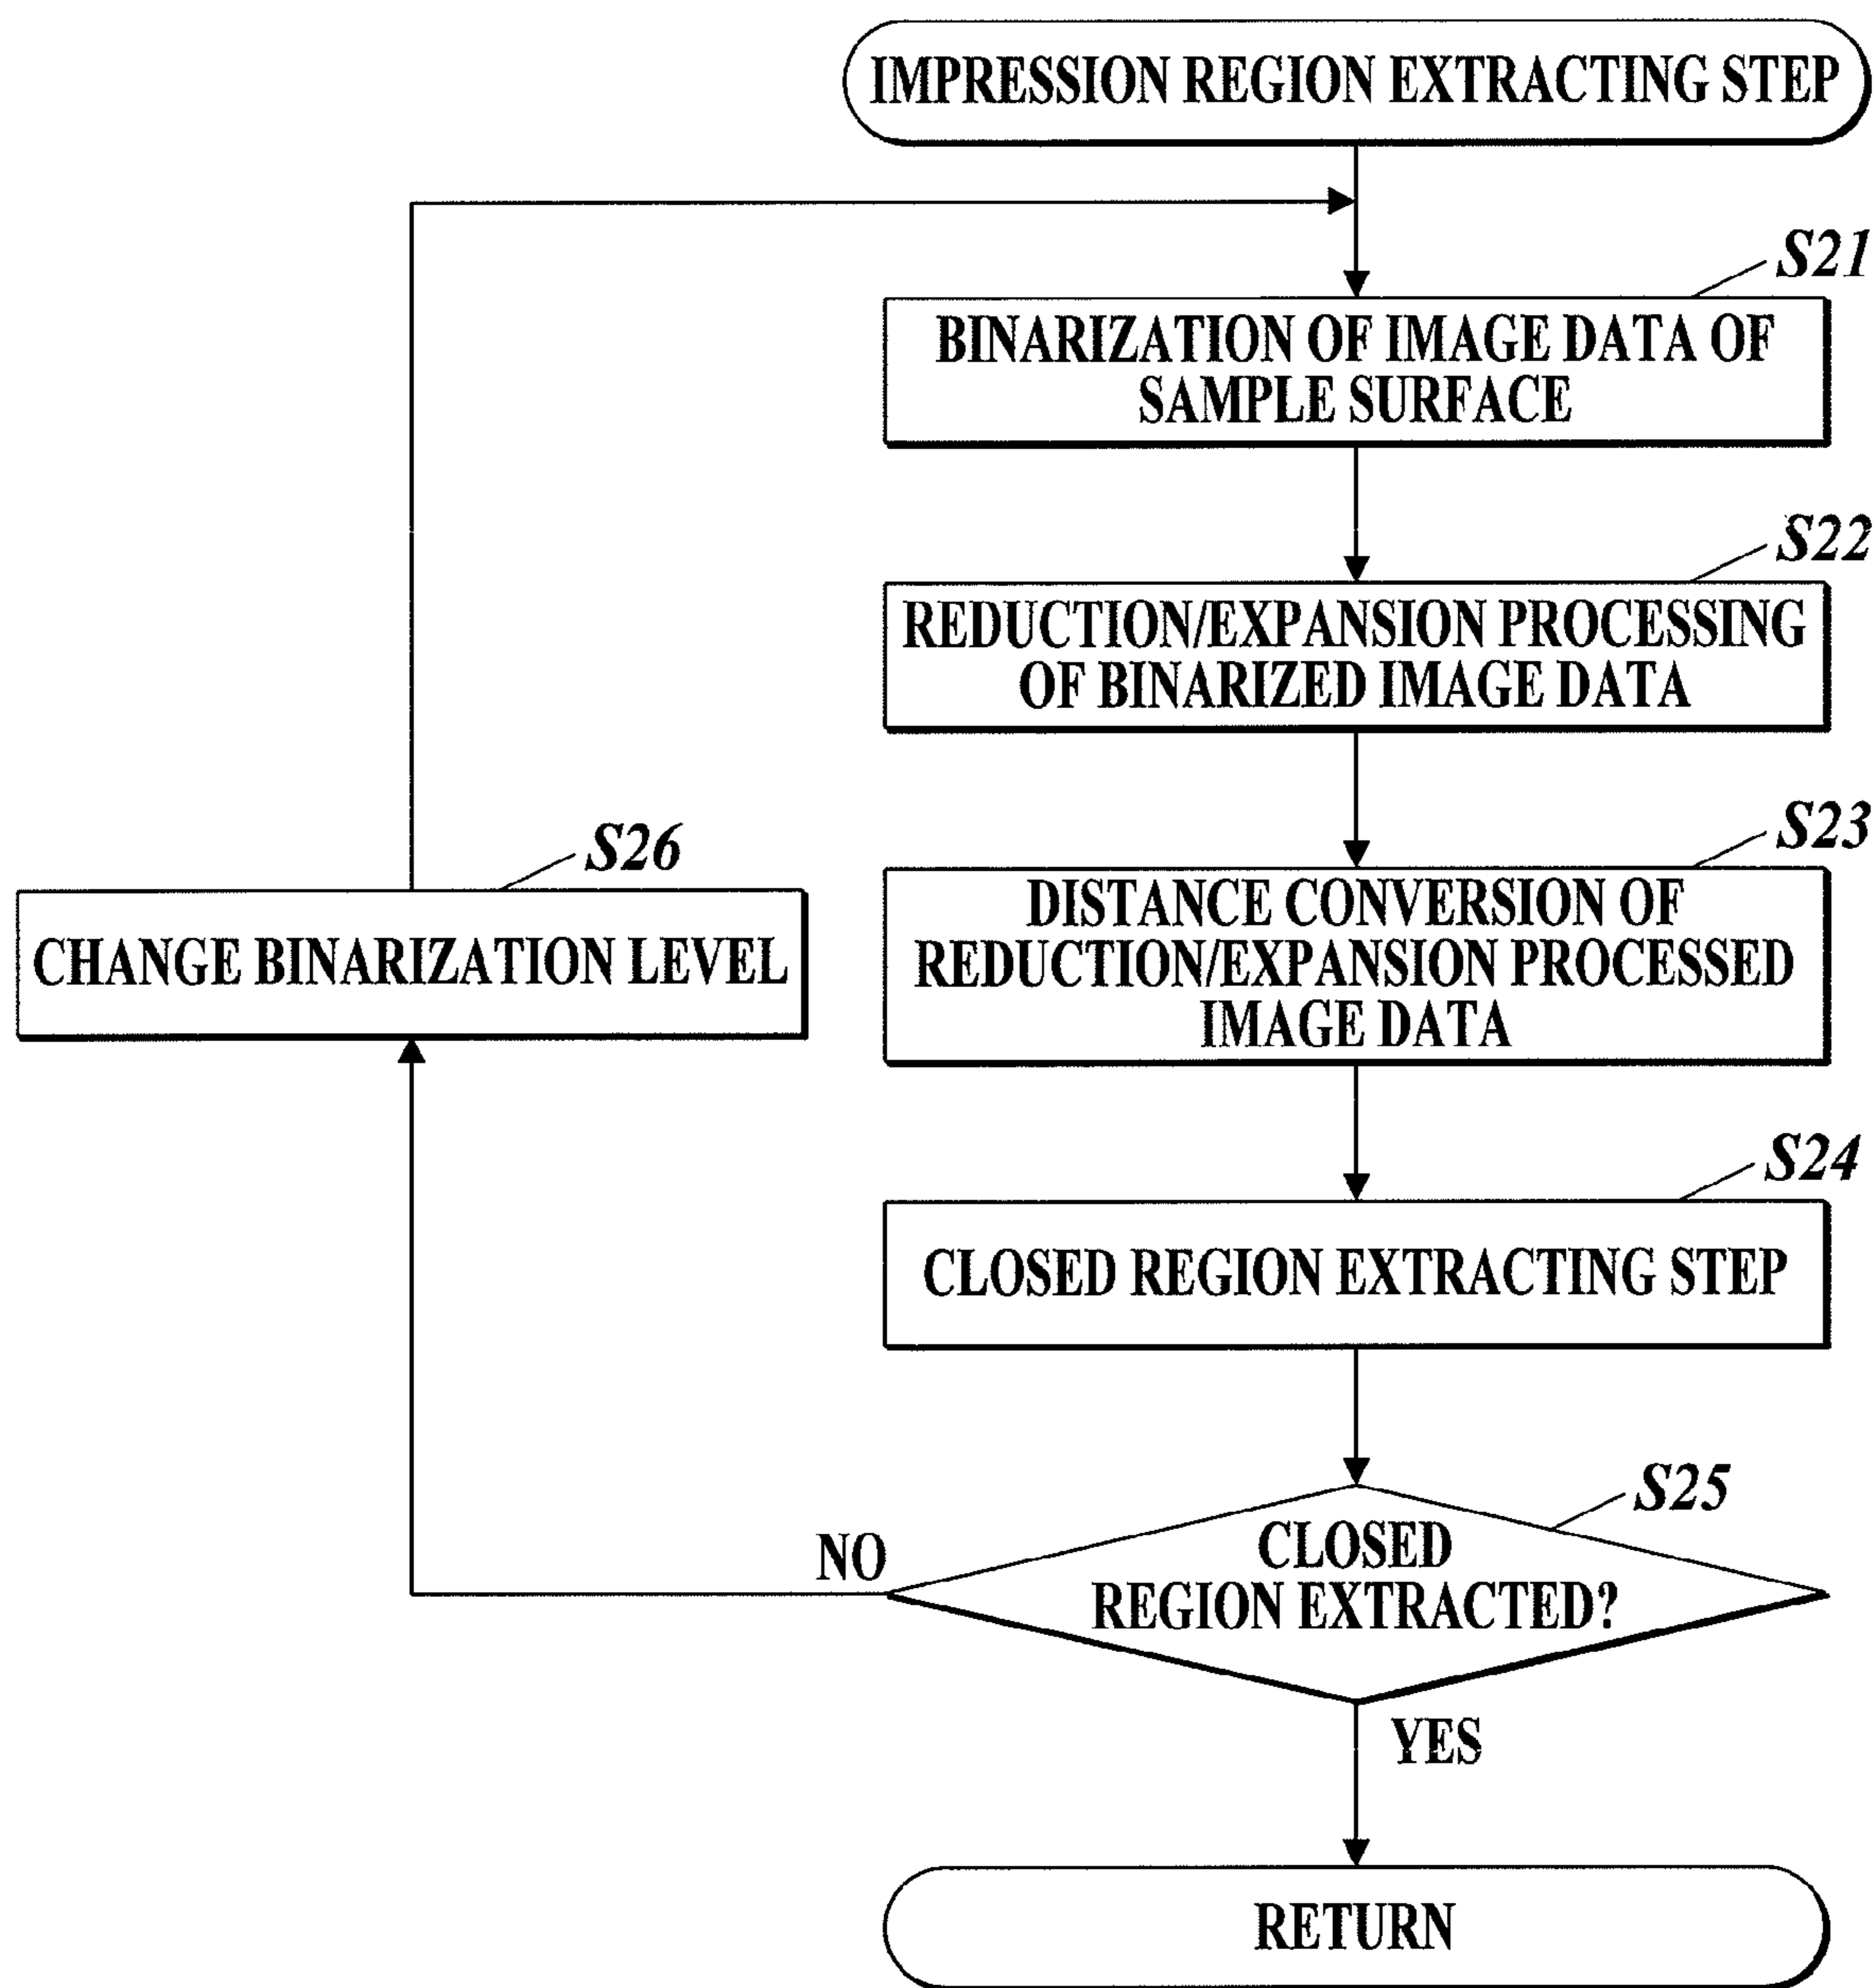 IMPRESSION REGION EXTRACTING STEP
S21
BINARIZATION OF IMAGE DATA OF
SAMPLE SURFACE
S22
REDUCTION/EXPANSION PROCESSING
OF BINARIZED IMAGE DATA
S23
DISTANCE CONVERSION OF
REDUCTION/EXPANSION PROCESSED
IMAGE DATA
S26
CHANGE BINARIZATION LEVEL
S24
CLOSED REGION EXTRACTING STEP
S25
CLOSED
REGION EXTRACTED?
NO
YES
RETURN